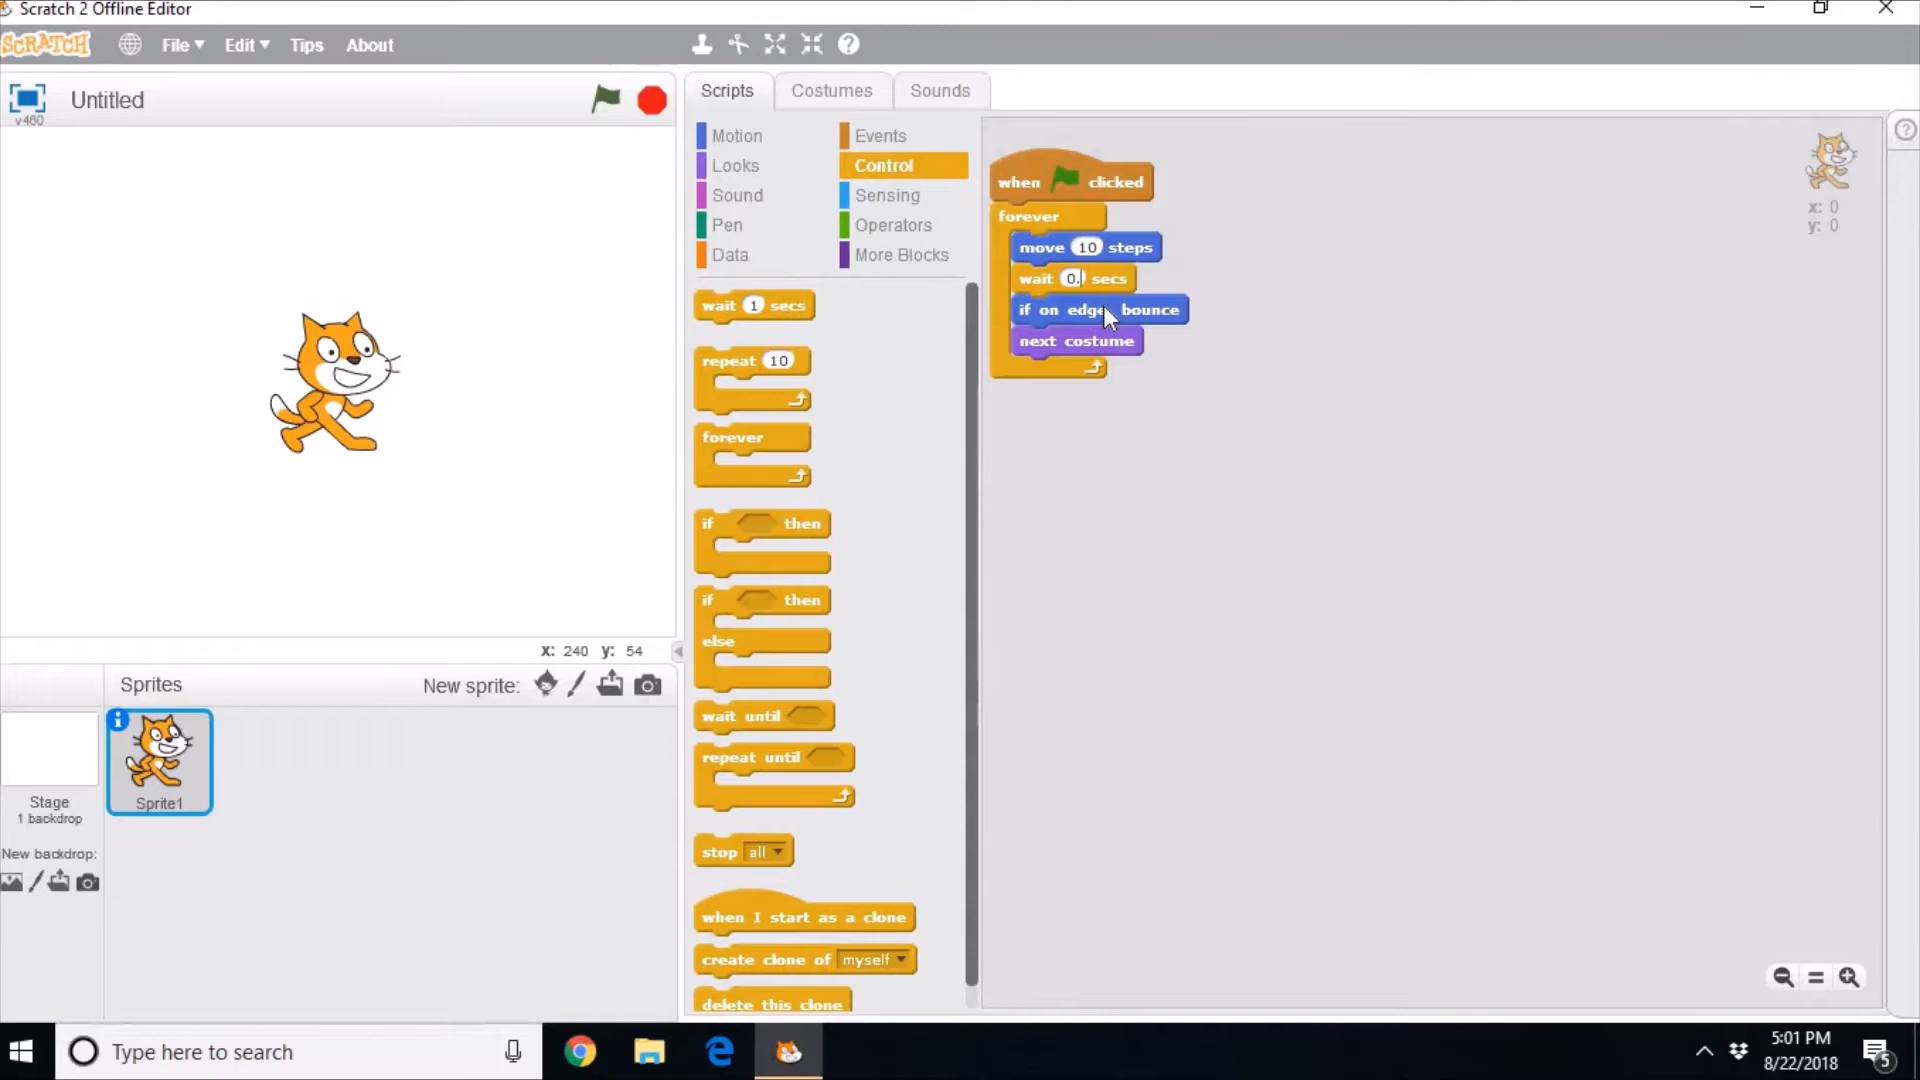 Scratch 2 Offline Editor
SCRATCH File Edit Tips About
v460 Untitled
Scripts Costumes Sounds
Motion Events
Looks Control
Sound Sensing
Pen Operators
Data More Blocks
wait 1 secs
repeat 10
forever
if then
if then
else
wait until
repeat until
stop all
when I start as a clone
create clone of myself
delete this clone
when clicked
forever
move 10 steps
wait 0. secs
if on edge, bounce
next costume
x: 0
y: 0
x: 240 y: 54
Sprites New sprite:
Sprite1
Stage
1 backdrop
New backdrop:
Type here to search
5:01 PM
8/22/2018
5